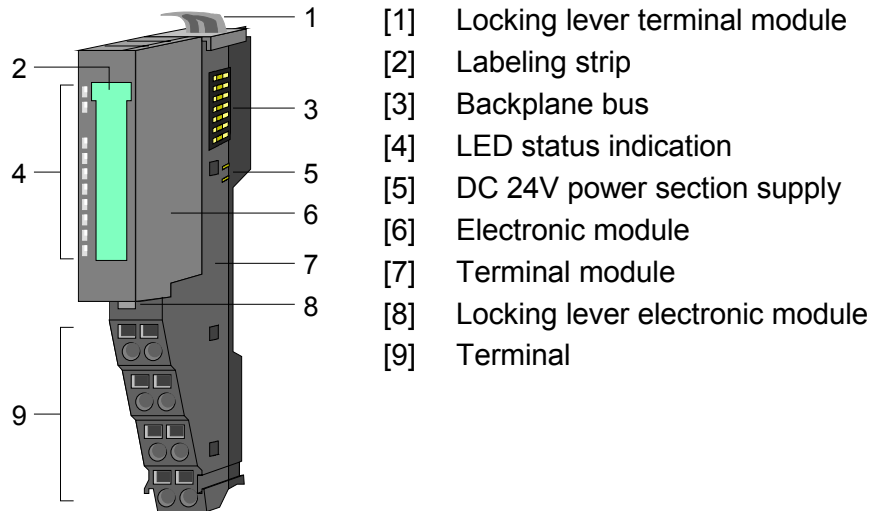 1
2
3
4
5
6
7
8
9
[1] Locking lever terminal module
[2] Labeling strip
[3] Backplane bus
[4] LED status indication
[5] DC 24V power section supply
[6] Electronic module
[7] Terminal module
[8] Locking lever electronic module
[9] Terminal